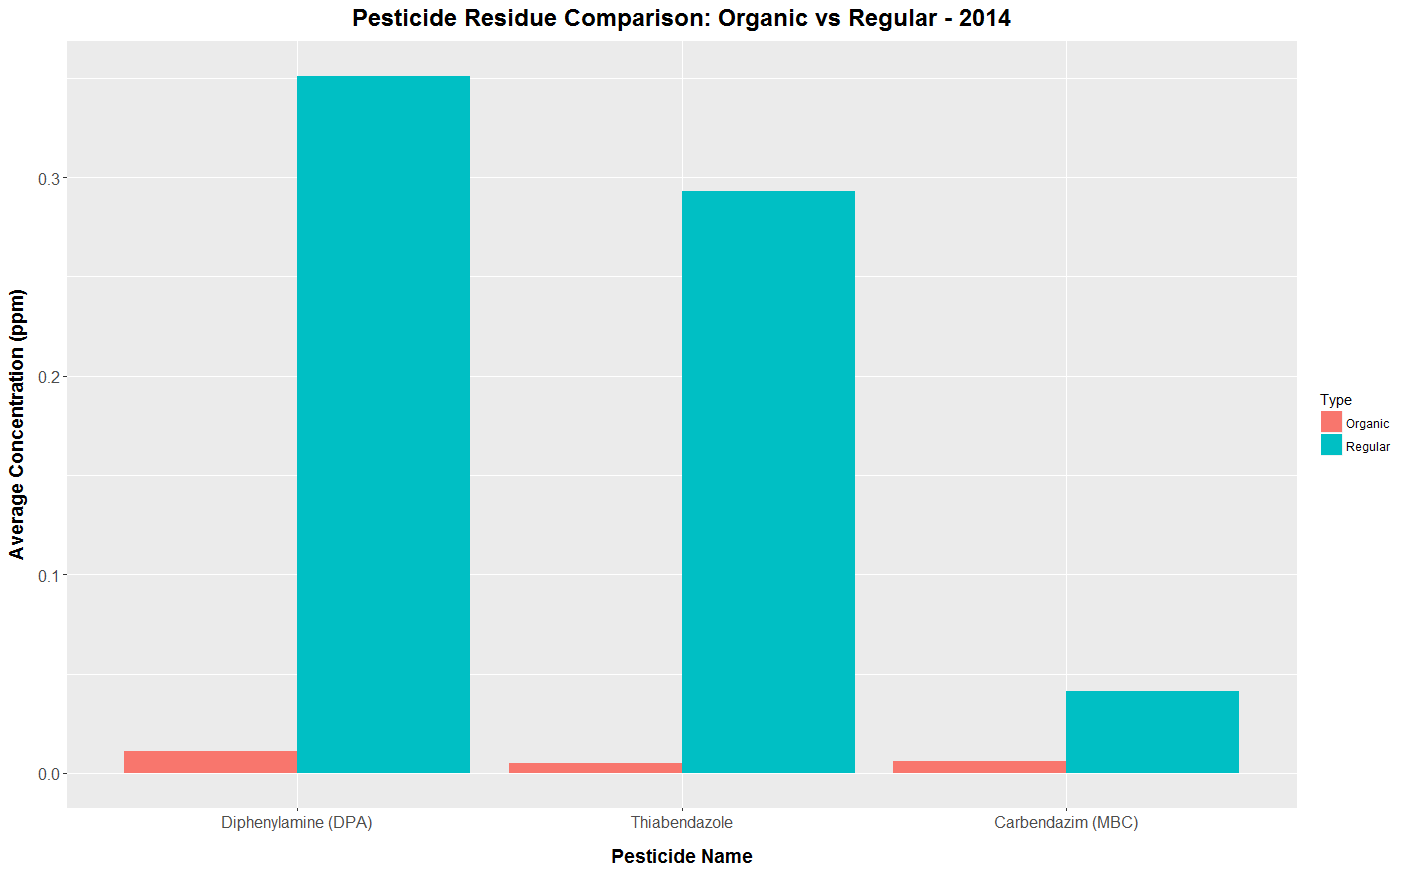 Pesticide Residue Comparison: Organic vs Regular - 2014
Average Concentration (ppm)
0.3
0.2
0.1
0.0
Diphenylamine (DPA)
Thiabendazole
Carbendazim (MBC)
Pesticide Name
Type
Organic
Regular